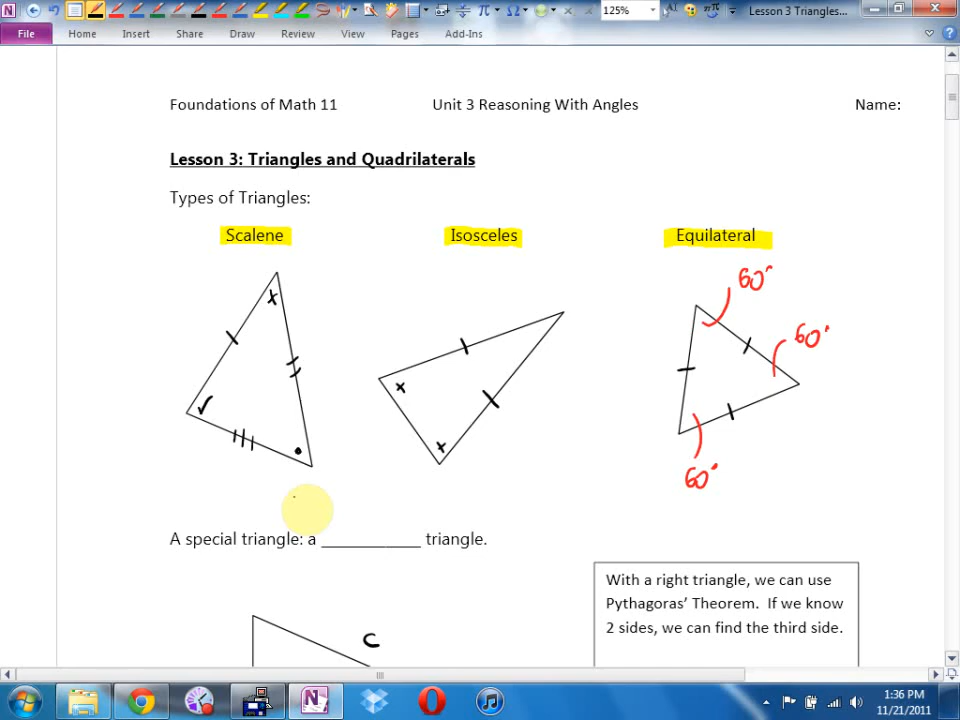 125%
Lesson 3 Triangles...
File Home Insert Share Draw Review View Pages Add-Ins
Foundations of Math 11 Unit 3 Reasoning With Angles Name:
Lesson 3: Triangles and Quadrilaterals
Types of Triangles:
Scalene Isosceles Equilateral
60°
60°
60°
A special triangle: a ____________ triangle.
With a right triangle, we can use
Pythagoras' Theorem. If we know
2 sides, we can find the third side.
c
1:36 PM
11/21/2011